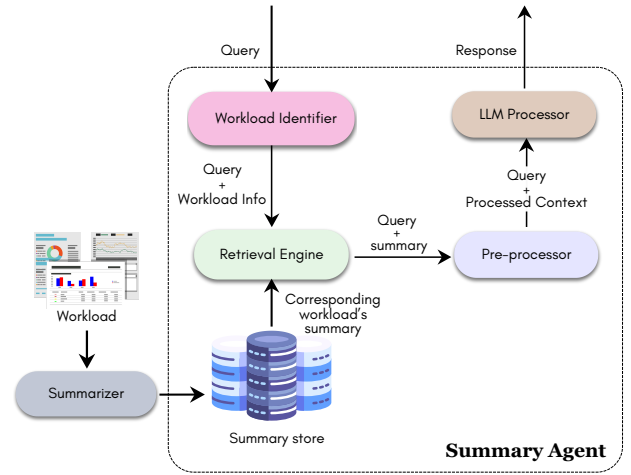 Query
Response
Workload Identifier
LLM Processor
Query
+
Workload Info
Query
+
Processed Context
Retrieval Engine
Query
+
summary
Pre-processor
Corresponding
workload's
summary
Workload
Summarizer
Summary store
Summary Agent